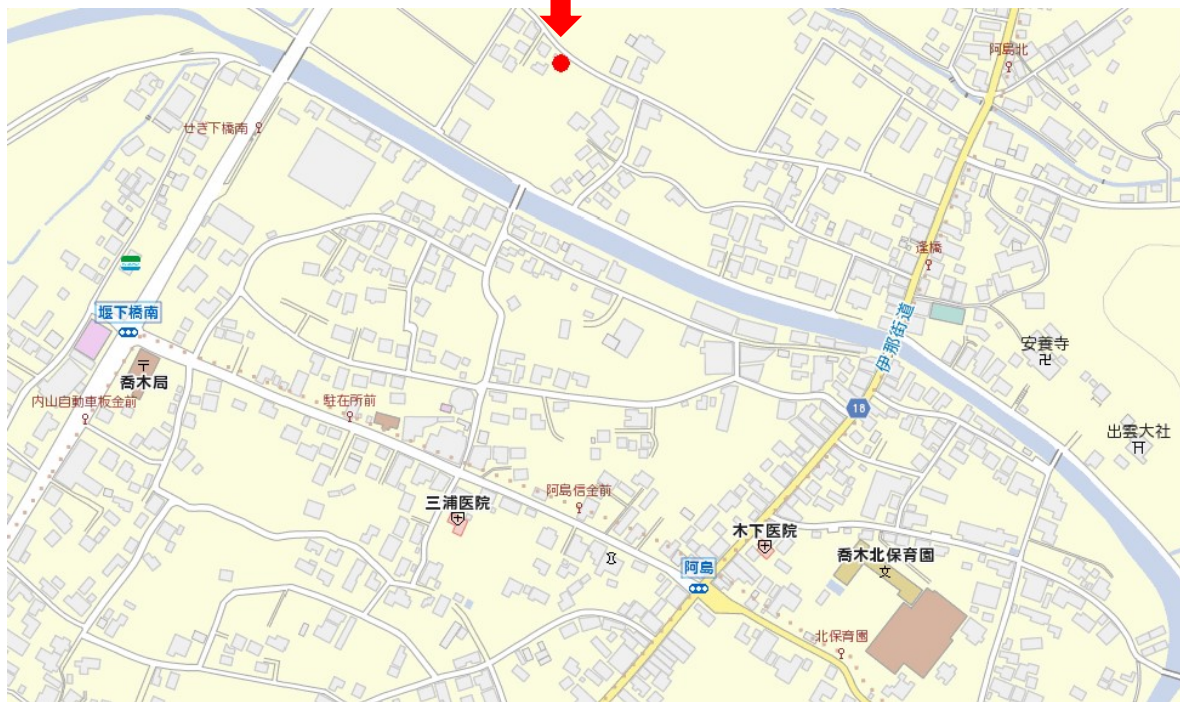 阿島北
せぎ下橋南
逢橋
堰下橋南
伊那街道
安養寺
喬木局
内山自動車板金前
駐在所前
18
出雲大社
阿島信金前
三浦医院
木下医院
喬木北保育園
阿島
北保育園